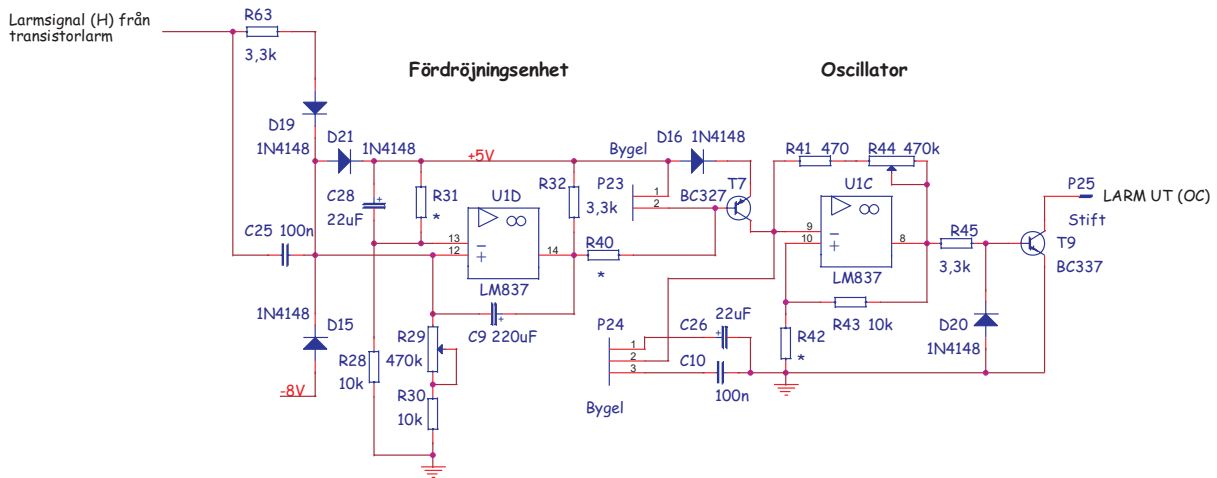 Larmsignal (H) från
transistorlarm
R63
3,3k
Fördröjningsenhet
Oscillator
D19
1N4148
D21
1N4148
+5V
Bygel
D16 1N4148
R41 470
R44 470k
C28
22uF
R31
*
U1D
R32
3,3k
P23
1
2
T7
BC327
U1C
P25
LARM UT (OC)
Stift
C25 100n
13
12
14
LM837
R40
*
9
10
8
LM837
R45
3,3k
T9
BC337
1N4148
D15
-8V
R28
10k
R29
470k
C9 220uF
R30
10k
P24
1
2
3
Bygel
C26
22uF
C10
100n
R42
*
R43 10k
D20
1N4148